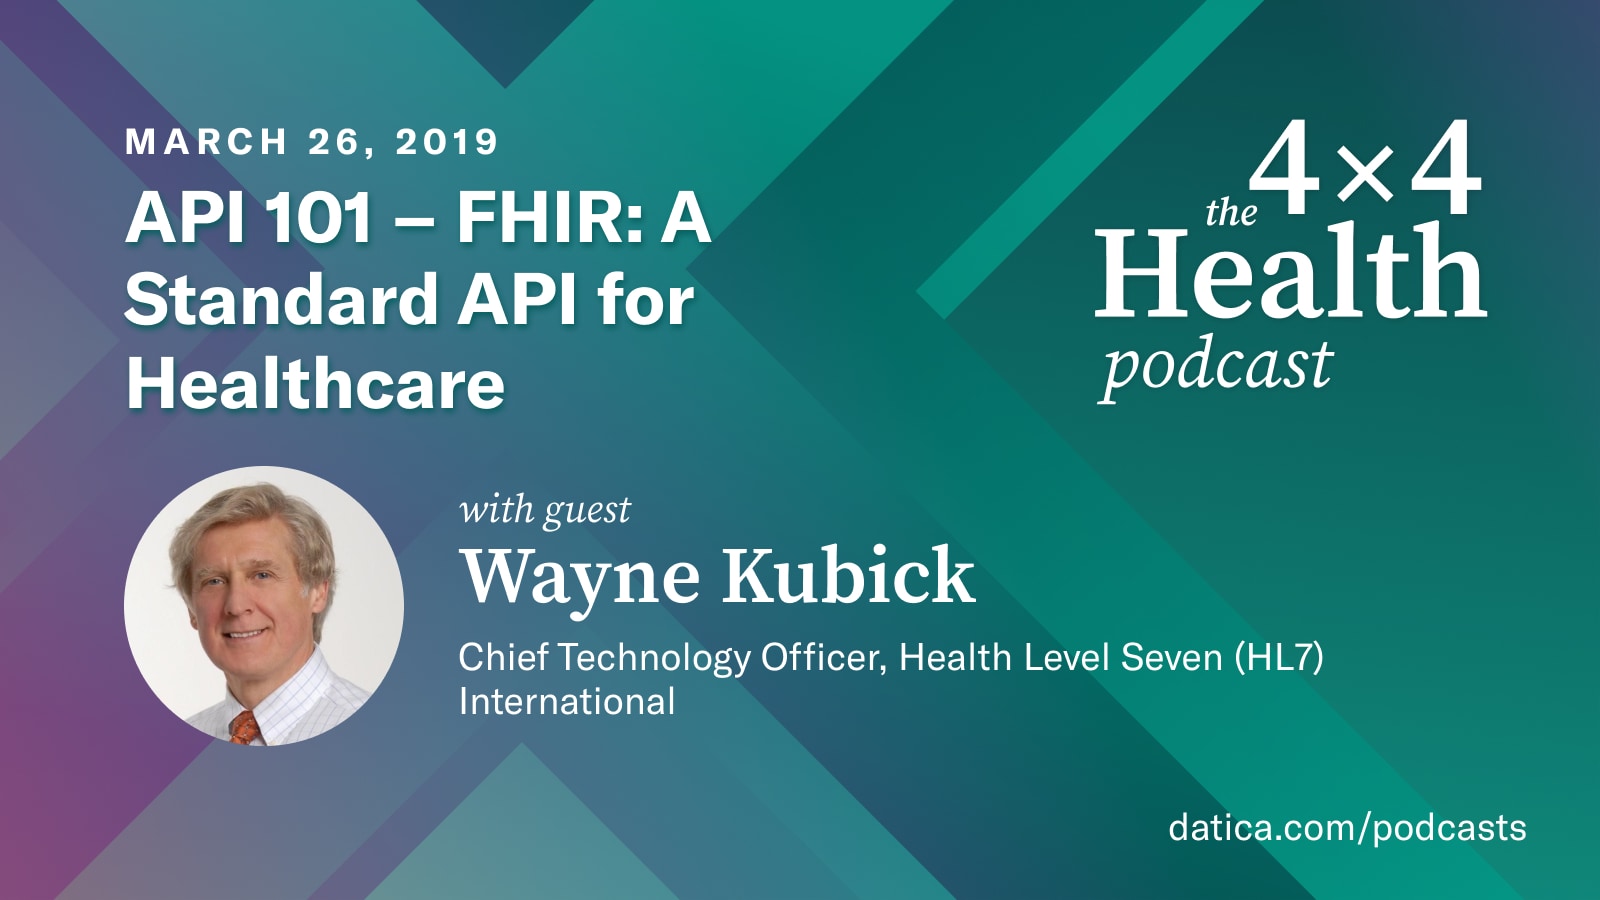 MARCH 26, 2019
API 101 – FHIR: A
Standard API for
Healthcare
the 4×4
Health
podcast
with guest
Wayne Kubick
Chief Technology Officer, Health Level Seven (HL7)
International
datica.com/podcasts